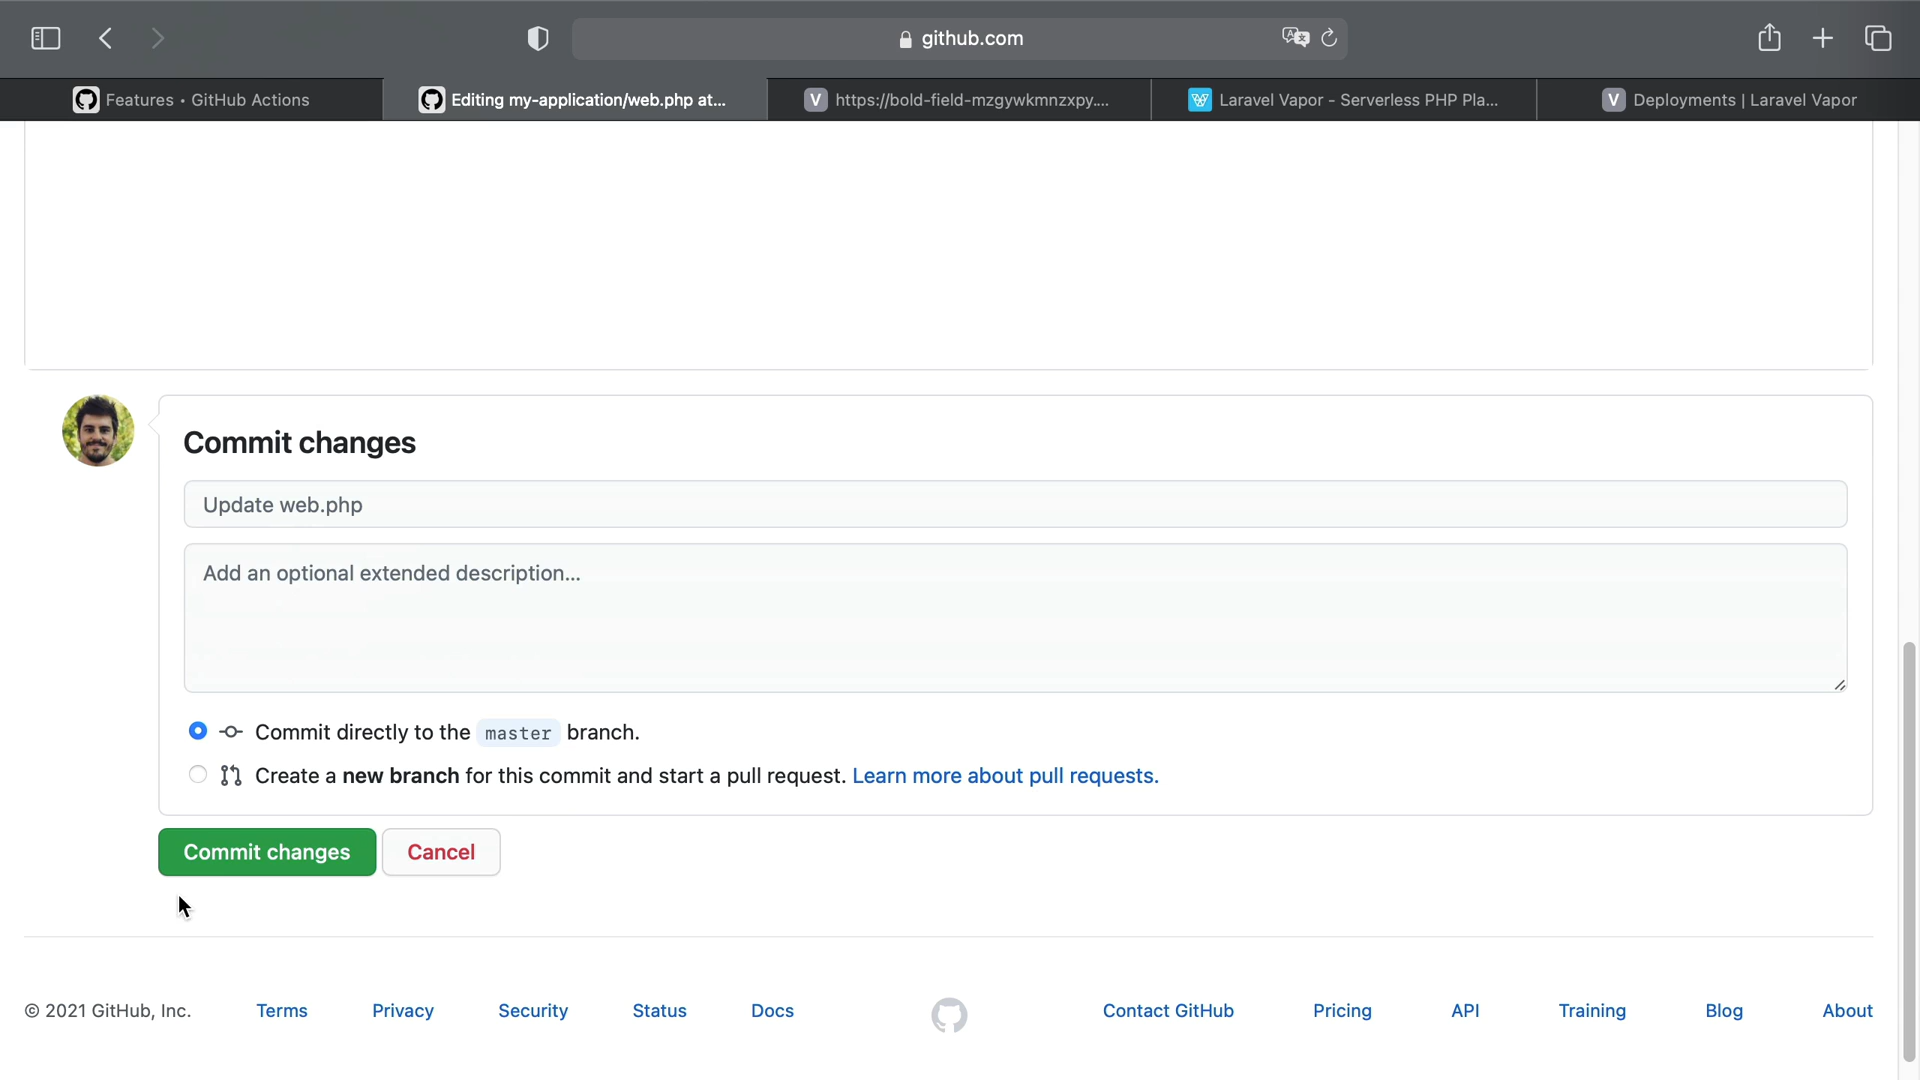 github.com
Features • GitHub Actions
Editing my-application/web.php at...
V https://bold-field-mzgywkmnzxpy....
Laravel Vapor - Serverless PHP Pla...
V Deployments | Laravel Vapor
Commit changes
Update web.php
Add an optional extended description...
Commit directly to the master branch.
Create a new branch for this commit and start a pull request. Learn more about pull requests.
Commit changes
Cancel
© 2021 GitHub, Inc. Terms Privacy Security Status Docs Contact GitHub Pricing API Training Blog About